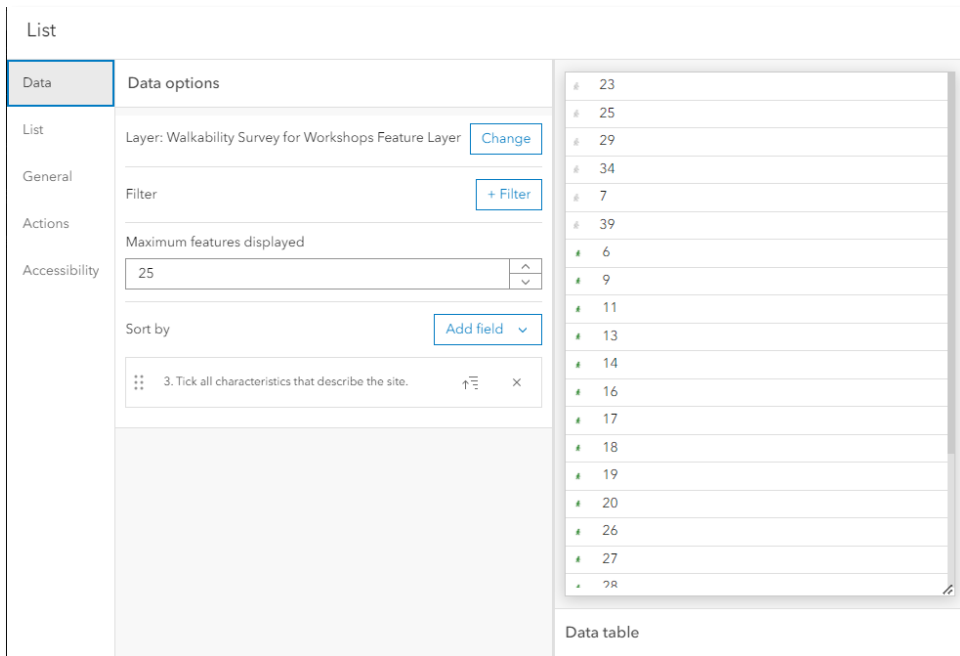 List
Data
List
General
Actions
Accessibility
Data options
Layer: Walkability Survey for Workshops Feature Layer
Change
Filter
+ Filter
Maximum features displayed
25
Sort by
Add field
3. Tick all characteristics that describe the site.
23
25
29
34
7
39
6
9
11
13
14
16
17
18
19
20
26
27
28
Data table